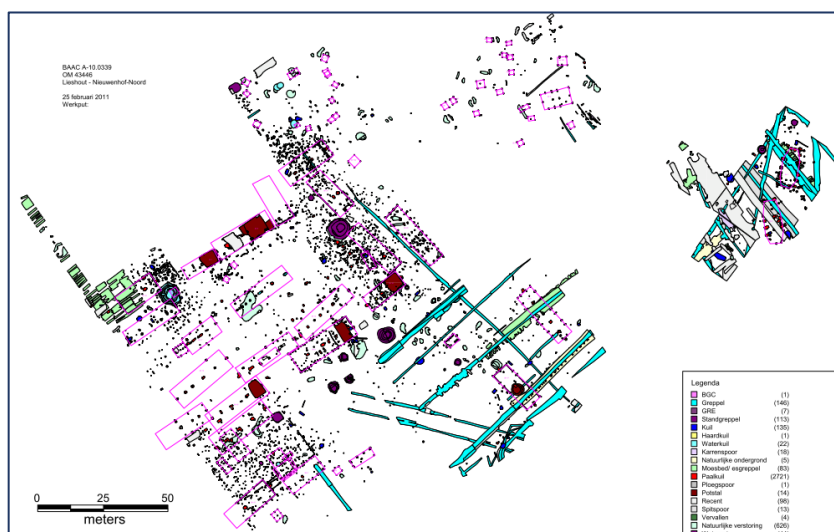 BAAC A-10.0339
OM 43446
Lieshout - Nieuwenhof-Noord
25 februari 2011
Werkput:
0 25 50
meters
Legenda
BGC (1)
Greppel (146)
GRE (7)
Standgreppel (113)
Kuil (135)
Haardkuil (1)
Waterkuil (22)
Karrenspoor (18)
Natuurlijke ondergrond (5)
Moesbed/ esgreppel (83)
Paalkuil (2721)
Ploegspoor (1)
Potstal (14)
Recent (98)
Spitspoor (13)
Vervallen (4)
Natuurlijke verstoring (626)